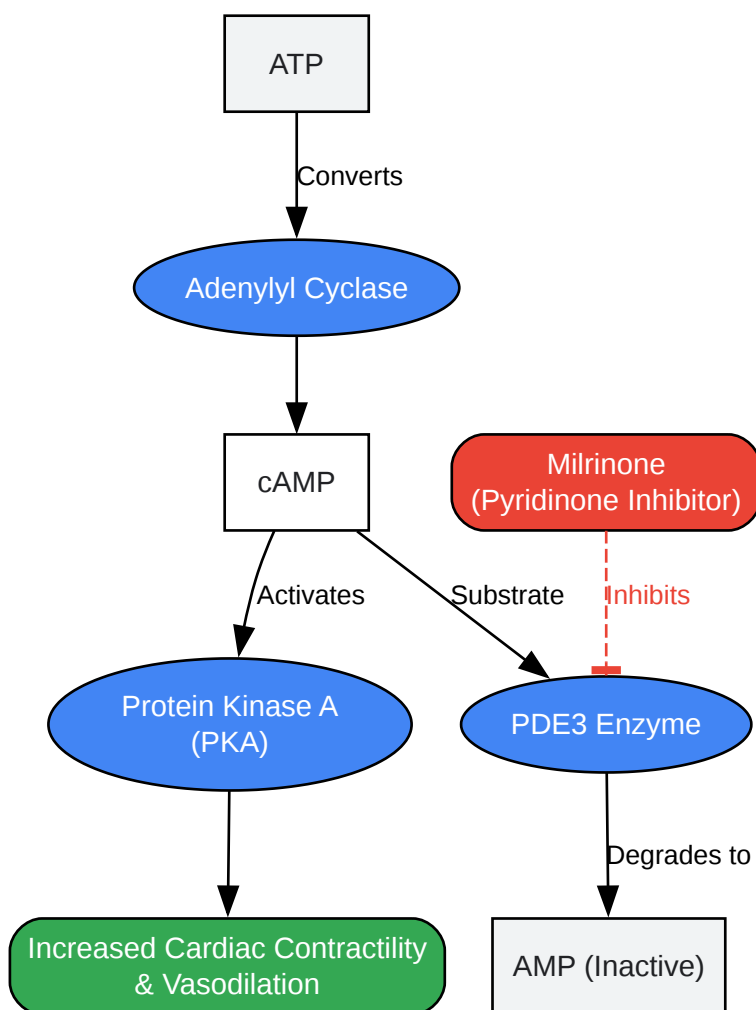 ATP
Converts
Adenylyl Cyclase
cAMP
Milrinone
(Pyridinone Inhibitor)
Activates
Substrate
Inhibits
Protein Kinase A
(PKA)
PDE3 Enzyme
Degrades to
Increased Cardiac Contractility
& Vasodilation
AMP (Inactive)